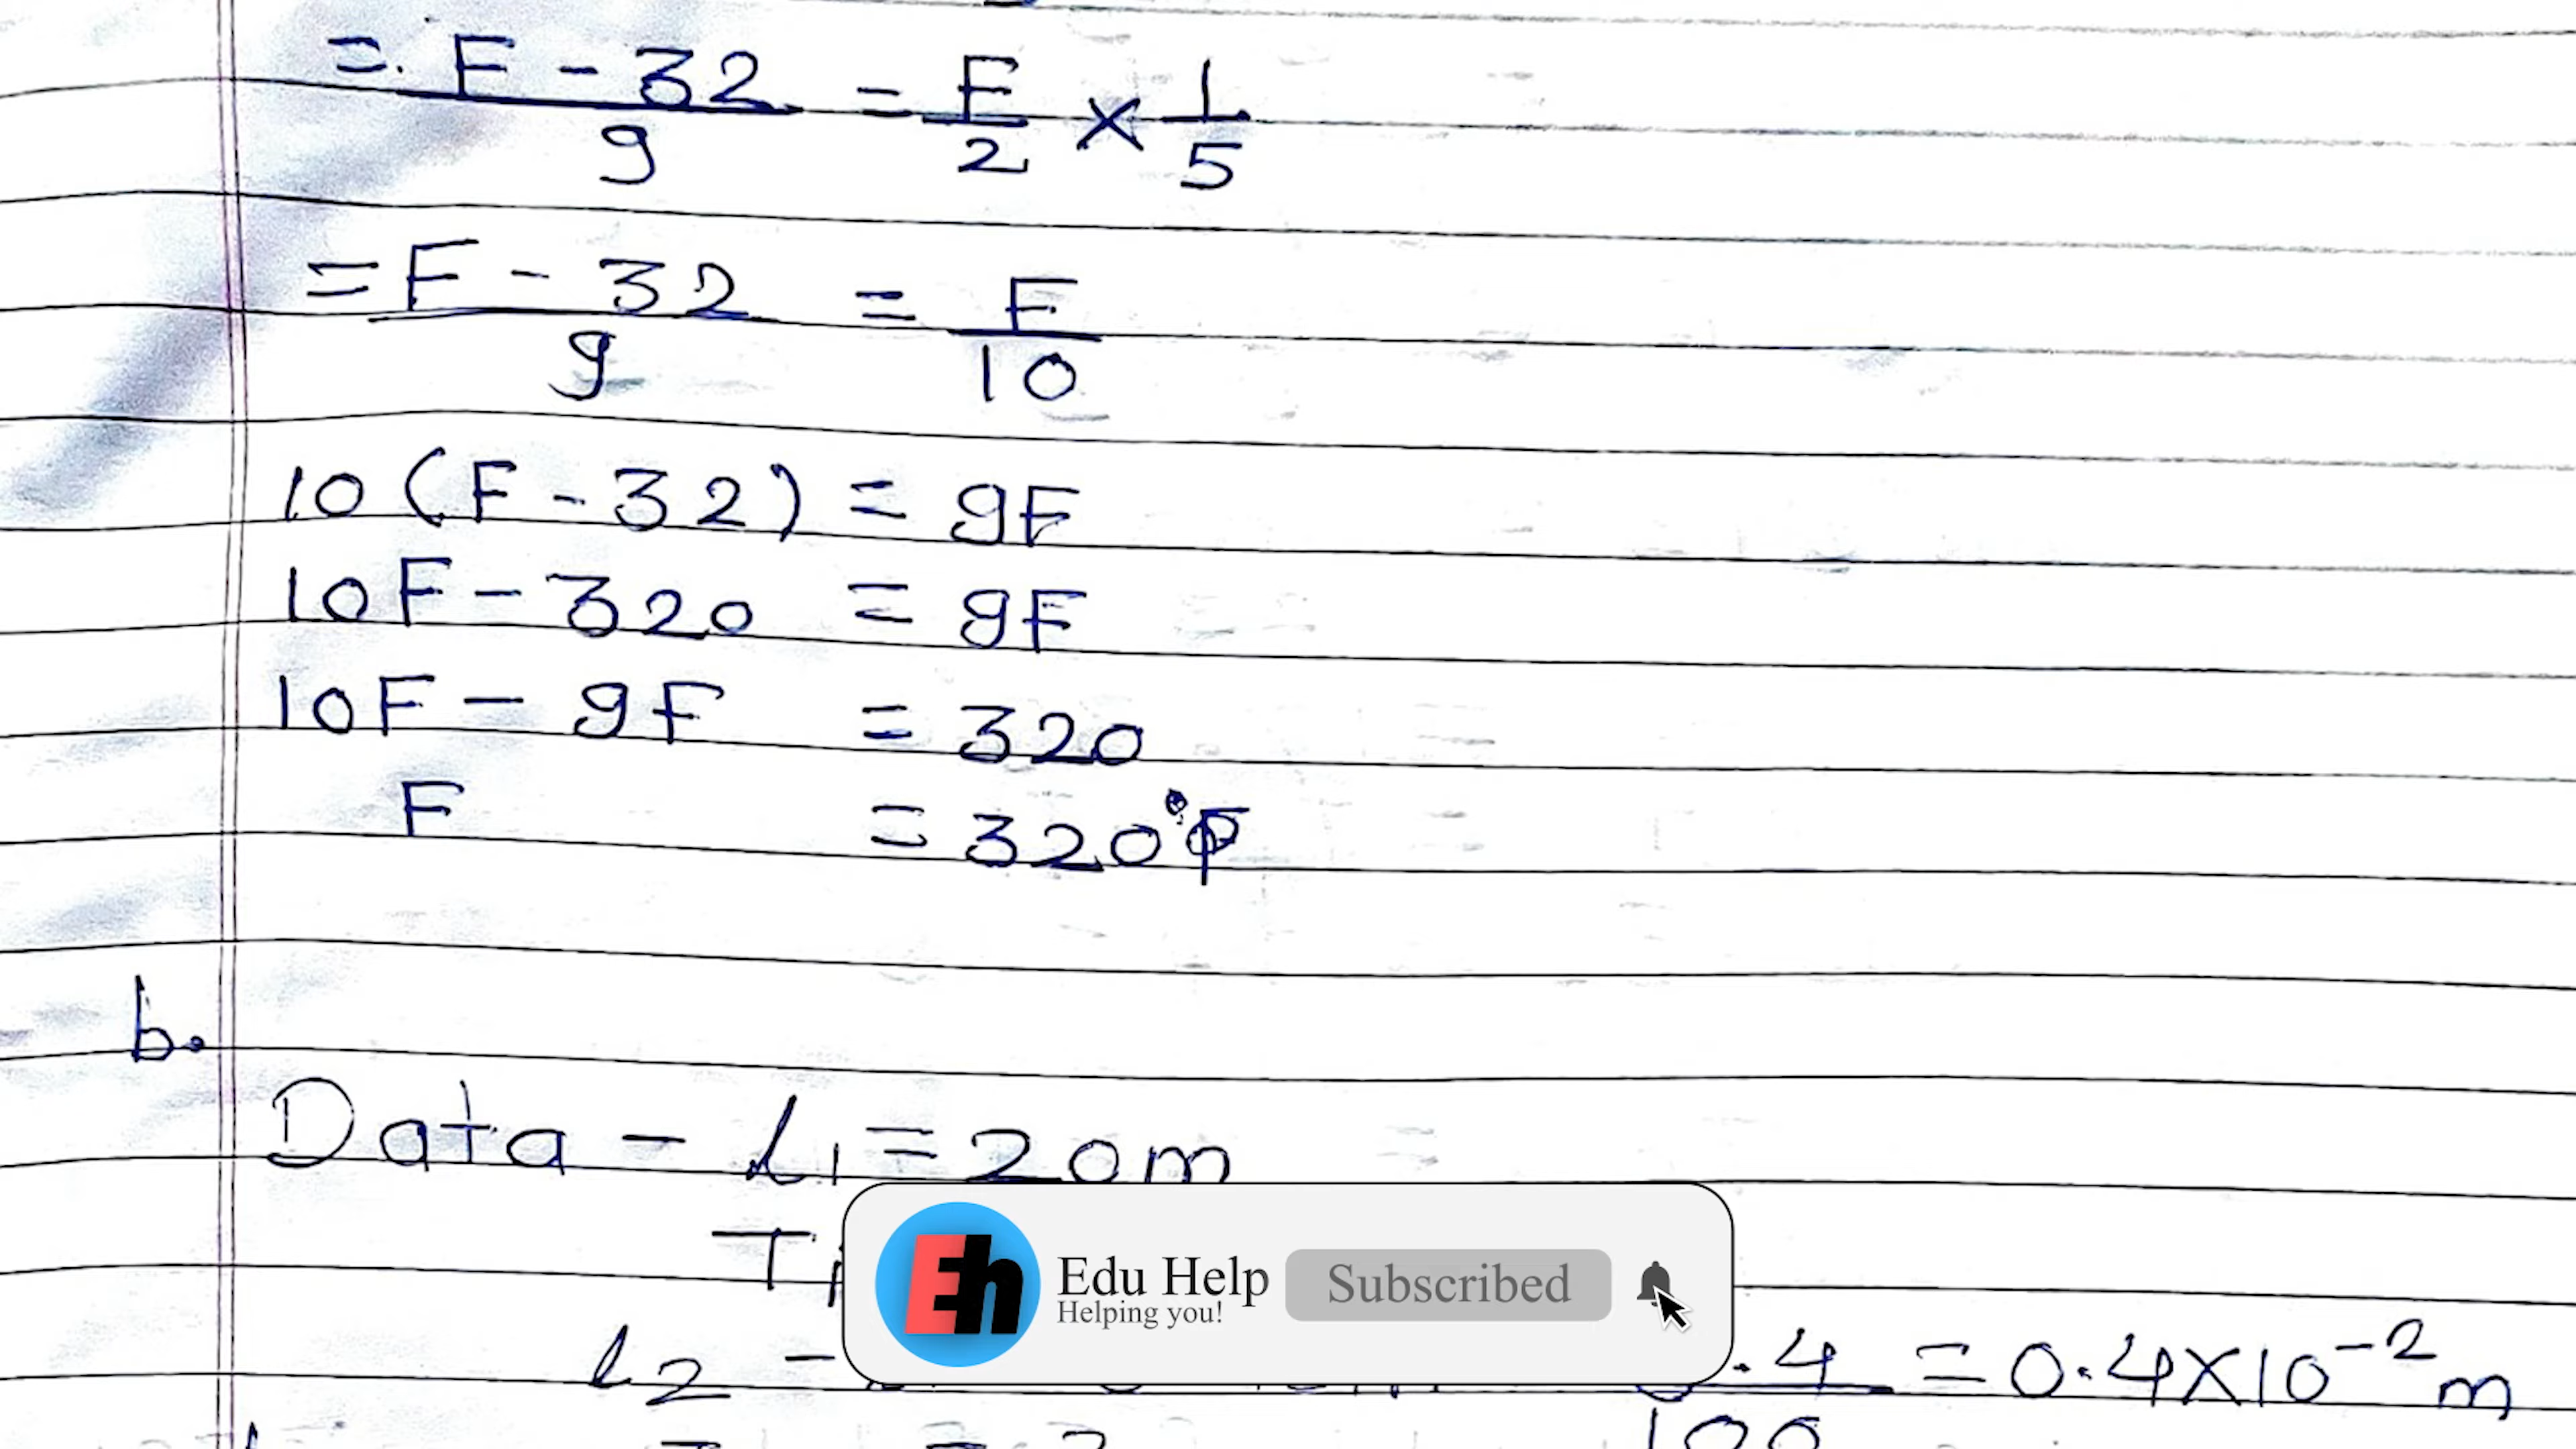 = F - 32 / 9 = F/2 × 1/5
= F - 32 / 9 = F/10
10 (F - 32) = 9F
10F - 320 = 9F
10F - 9F = 320
F = 320°F
b.
Data - l1 = 20m
T1
Edu Help
Helping you!
Subscribed
l2 - .4 = 0.4×10^-2 m
100